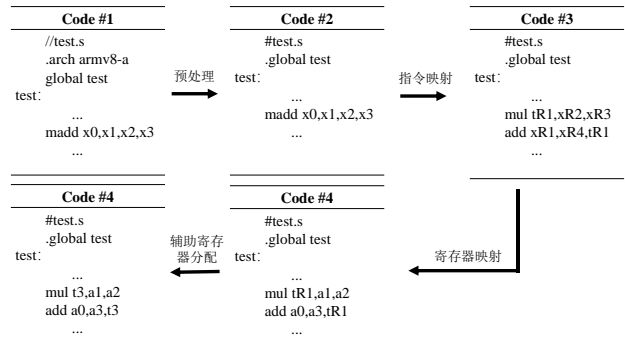 Code #1
//test.s
.arch armv8-a
global test
test:
...
madd x0,x1,x2,x3
...
预处理
Code #2
#test.s
.global test
test:
...
madd x0,x1,x2,x3
...
指令映射
Code #3
#test.s
.global test
test:
...
mul tR1,xR2,xR3
add xR1,xR4,tR1
...
寄存器映射
Code #4
#test.s
.global test
test:
...
mul tR1,a1,a2
add a0,a3,tR1
...
辅助寄存
器分配
Code #4
#test.s
.global test
test:
...
mul t3,a1,a2
add a0,a3,t3
...